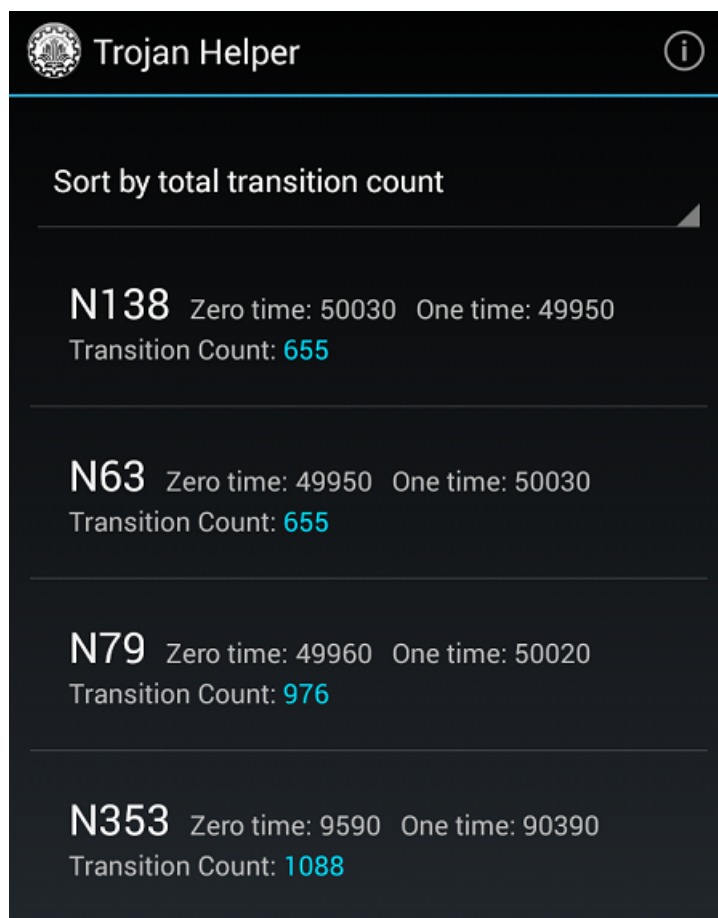 Trojan Helper
Sort by total transition count
N138 Zero time: 50030 One time: 49950
Transition Count: 655
N63 Zero time: 49950 One time: 50030
Transition Count: 655
N79 Zero time: 49960 One time: 50020
Transition Count: 976
N353 Zero time: 9590 One time: 90390
Transition Count: 1088